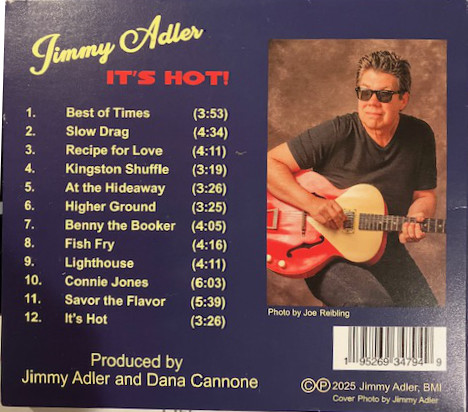 Jimmy Adler
IT'S HOT!
1. Best of Times (3:53)
2. Slow Drag (4:34)
3. Recipe for Love (4:11)
4. Kingston Shuffle (3:19)
5. At the Hideaway (3:26)
6. Higher Ground (3:25)
7. Benny the Booker (4:05)
8. Fish Fry (4:16)
9. Lighthouse (4:11)
10. Connie Jones (6:03)
11. Savor the Flavor (5:39)
12. It's Hot (3:26)
Photo by Joe Reibling
1 95269 34794 9
Produced by
Jimmy Adler and Dana Cannone
©℗ 2025 Jimmy Adler, BMI
Cover Photo by Jimmy Adler